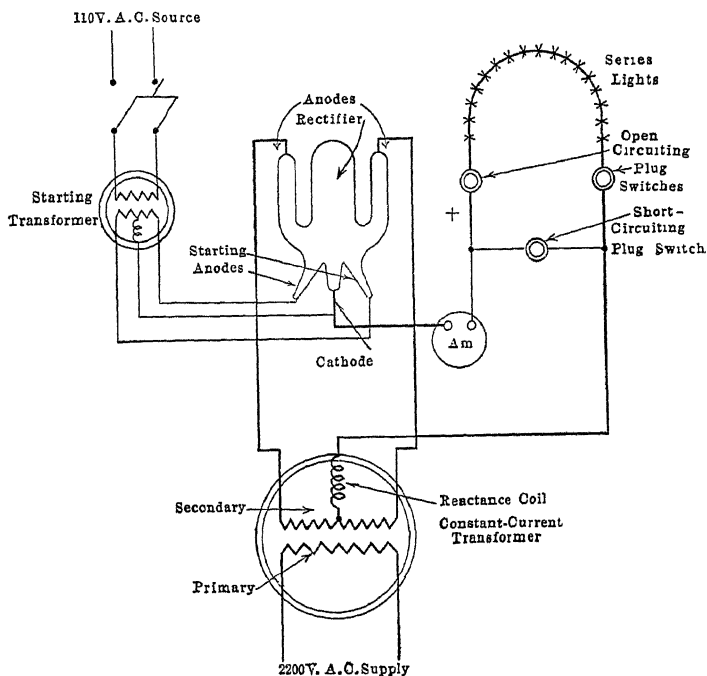 110V. A.C. Source
Series
Lights
Anodes
Rectifier
Open
Circuiting
Plug
Switches
Starting
Transformer
+
Short-
Circuiting
Plug Switch
Starting
Anodes
Am
Cathode
Secondary
Reactance Coil
Constant-Current
Transformer
Primary
2200V. A.C. Supply